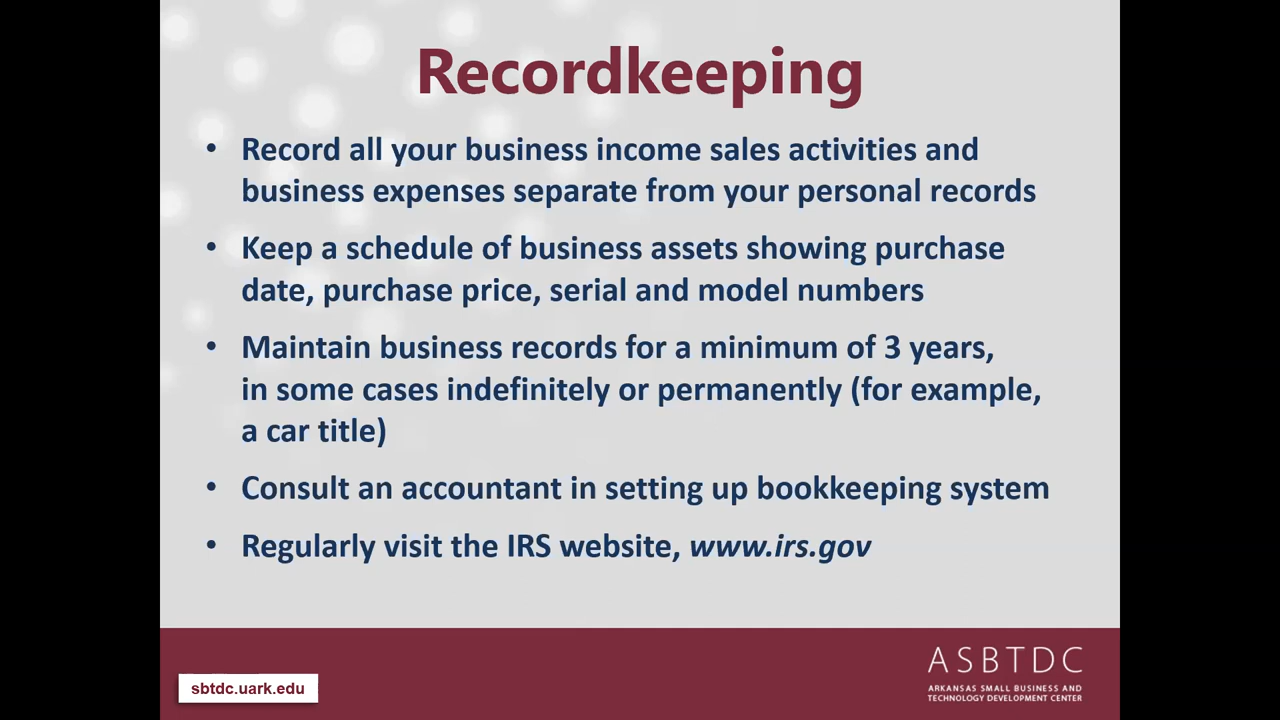 Recordkeeping
• Record all your business income sales activities and
business expenses separate from your personal records
• Keep a schedule of business assets showing purchase
date, purchase price, serial and model numbers
• Maintain business records for a minimum of 3 years,
in some cases indefinitely or permanently (for example,
a car title)
• Consult an accountant in setting up bookkeeping system
• Regularly visit the IRS website, www.irs.gov
sbtdc.uark.edu
ASBTDC
ARKANSAS SMALL BUSINESS AND
TECHNOLOGY DEVELOPMENT CENTER